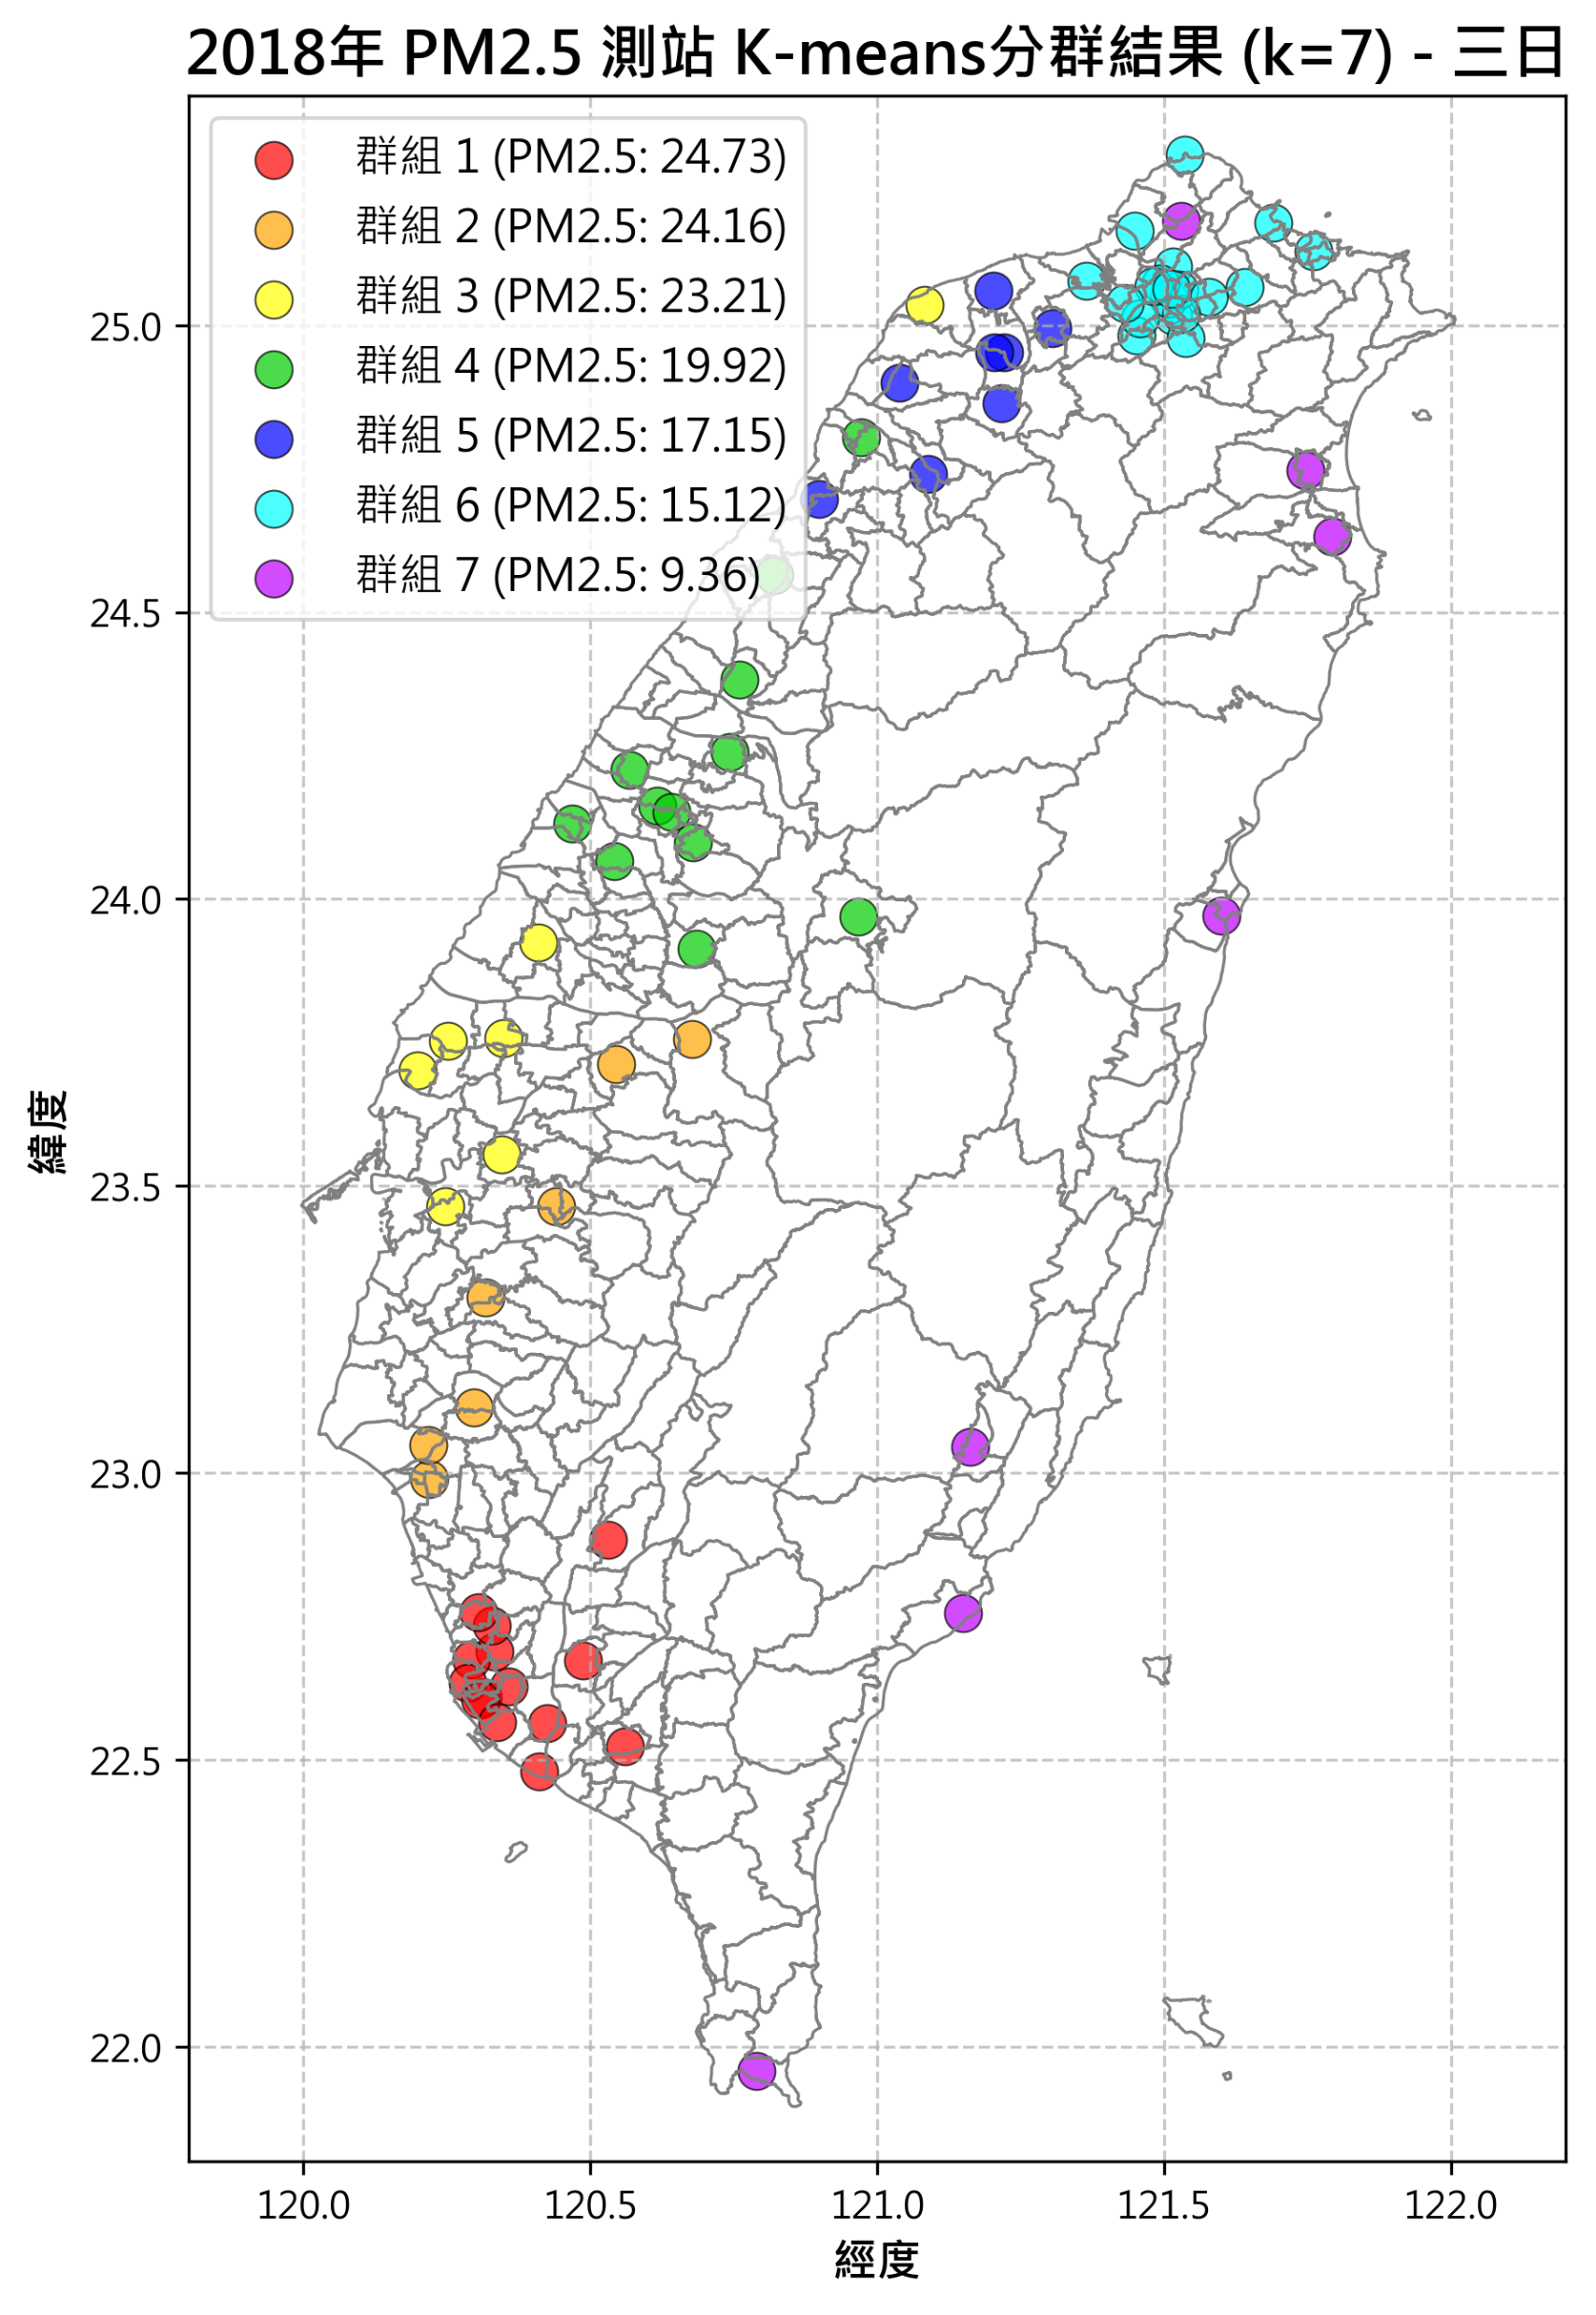 2018年 PM2.5 測站 K-means分群結果 (k=7) - 三日
群組 1 (PM2.5: 24.73)
群組 2 (PM2.5: 24.16)
群組 3 (PM2.5: 23.21)
群組 4 (PM2.5: 19.92)
群組 5 (PM2.5: 17.15)
群組 6 (PM2.5: 15.12)
群組 7 (PM2.5: 9.36)
緯度
25.0
24.5
24.0
23.5
23.0
22.5
22.0
120.0 120.5 121.0 121.5 122.0
經度